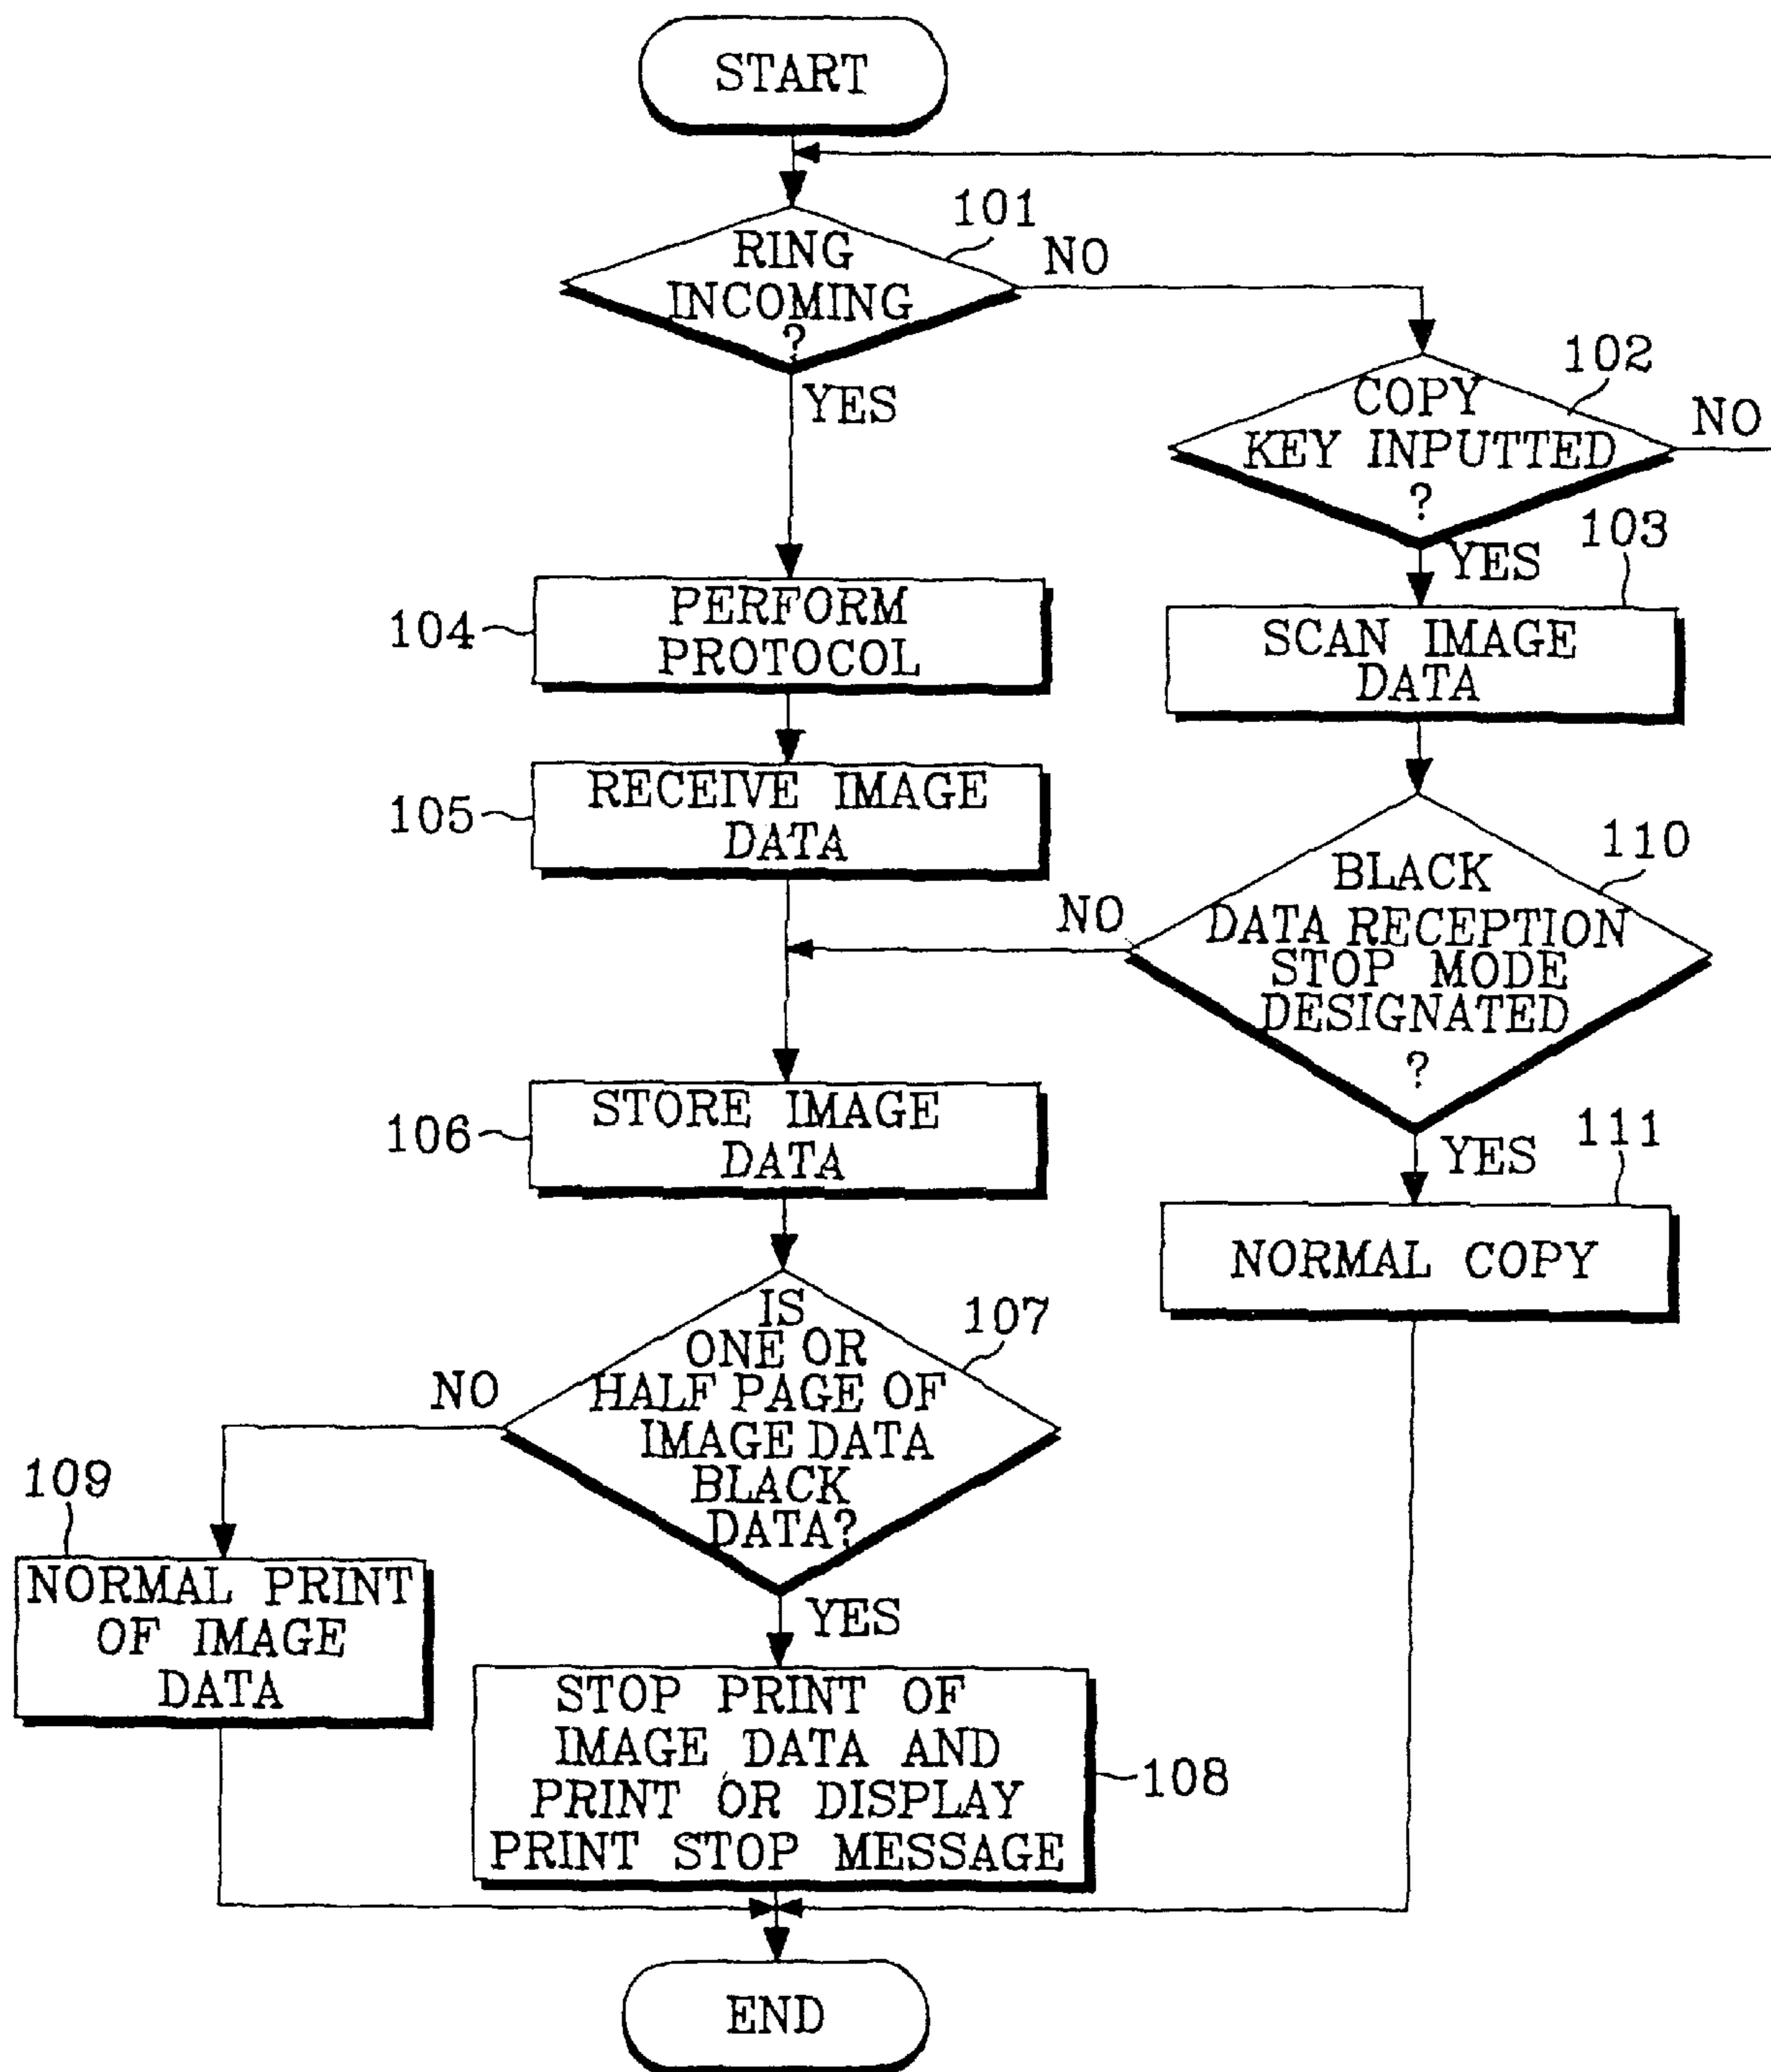 START
101
RING
INCOMING
?
NO
YES
102
COPY
KEY INPUTTED
?
NO
YES
103
SCAN IMAGE
DATA
104
PERFORM
PROTOCOL
105
RECEIVE IMAGE
DATA
110
BLACK
DATA RECEPTION
STOP MODE
DESIGNATED
?
NO
YES
106
STORE IMAGE
DATA
111
NORMAL COPY
107
IS
ONE OR
HALF PAGE OF
IMAGE DATA
BLACK
DATA?
NO
YES
109
NORMAL PRINT
OF IMAGE
DATA
STOP PRINT OF
IMAGE DATA AND
PRINT OR DISPLAY
PRINT STOP MESSAGE
108
END